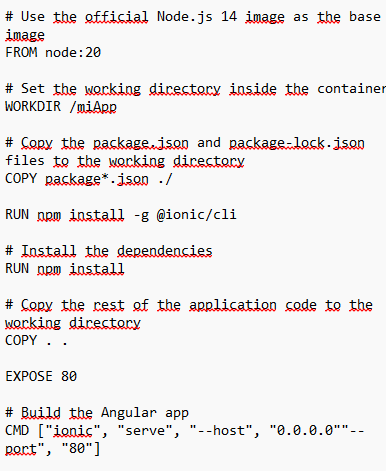 # Use the official Node.js 14 image as the base
image
FROM node:20
# Set the working directory inside the container
WORKDIR /miApp
# Copy the package.json and package-lock.json
files to the working directory
COPY package*.json ./
RUN npm install -g @ionic/cli
# Install the dependencies
RUN npm install
# Copy the rest of the application code to the
working directory
COPY . .
EXPOSE 80
# Build the Angular app
CMD ["ionic", "serve", "--host", "0.0.0.0""--
port", "80"]